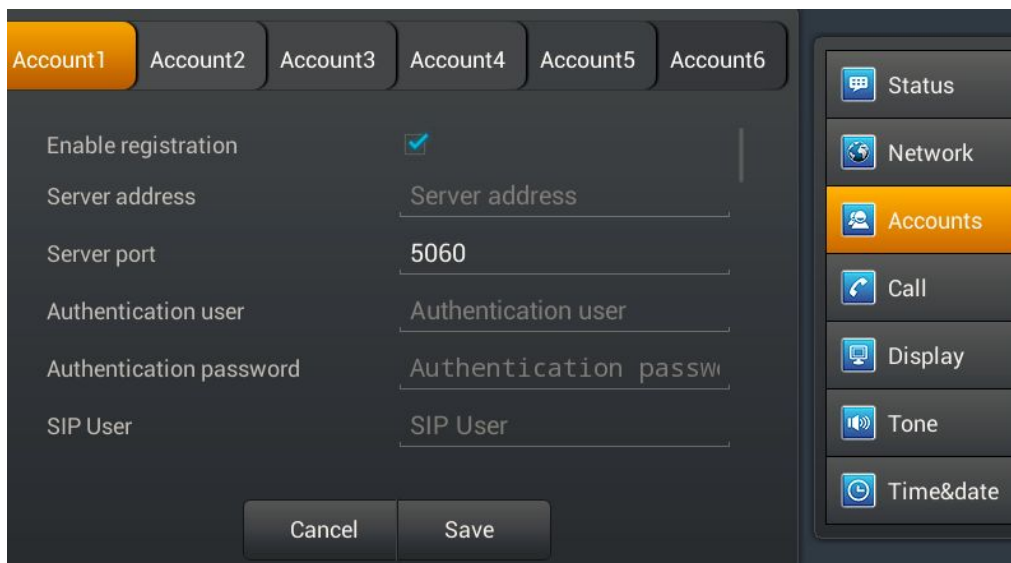 Account1 Account2 Account3 Account4 Account5 Account6
Enable registration
Server address Server address
Server port 5060
Authentication user Authentication user
Authentication password Authentication passw
SIP User SIP User
Cancel Save
Status
Network
Accounts
Call
Display
Tone
Time&date